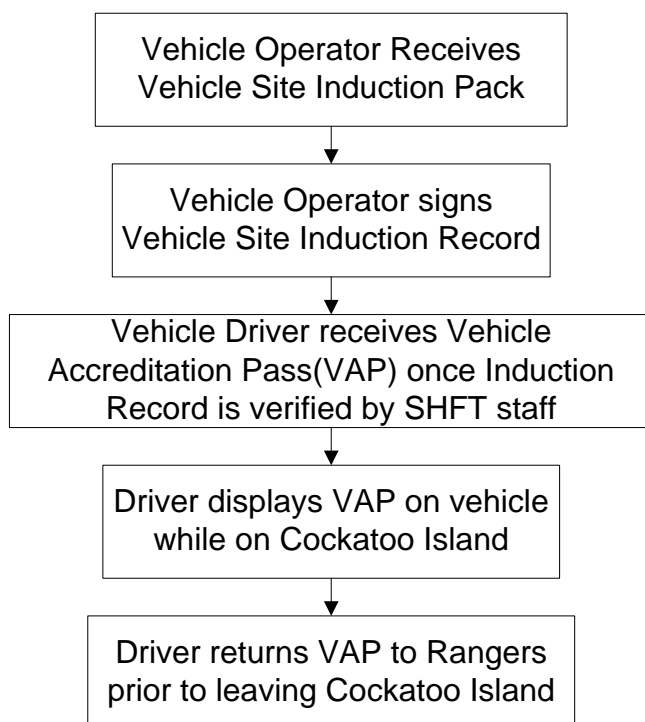 Vehicle Operator Receives
Vehicle Site Induction Pack
Vehicle Operator signs
Vehicle Site Induction Record
Vehicle Driver receives Vehicle
Accreditation Pass(VAP) once Induction
Record is verified by SHFT staff
Driver displays VAP on vehicle
while on Cockatoo Island
Driver returns VAP to Rangers
prior to leaving Cockatoo Island